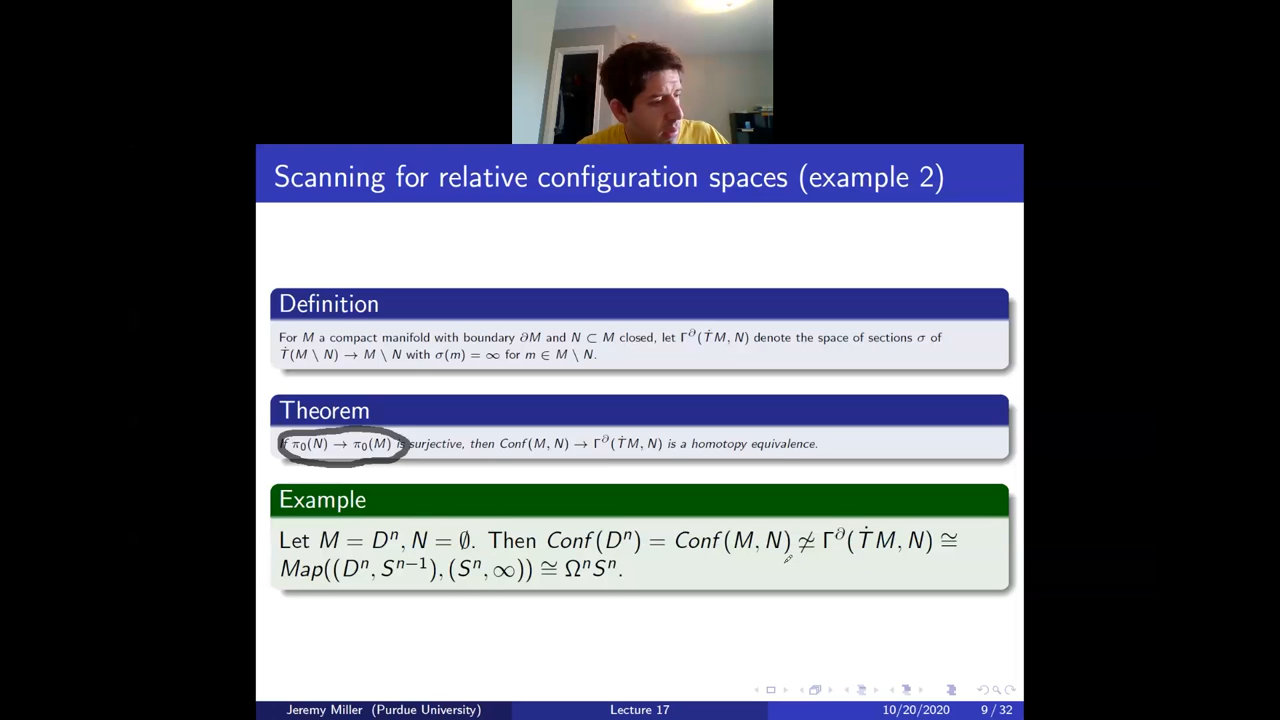 Scanning for relative configuration spaces (example 2)
Definition
For M a compact manifold with boundary ∂M and N ⊂ M closed, let Γ^∂(ṪM, N) denote the space of sections σ of
Ṫ(M \ N) → M \ N with σ(m) = ∞ for m ∈ M \ N.
Theorem
If π₀(N) → π₀(M) is surjective, then Conf(M, N) → Γ^∂(ṪM, N) is a homotopy equivalence.
Example
Let M = Dⁿ, N = ∅. Then Conf(Dⁿ) = Conf(M, N) ≄ Γ^∂(ṪM, N) ≅
Map((Dⁿ, Sⁿ⁻¹), (Sⁿ, ∞)) ≅ ΩⁿSⁿ.
Jeremy Miller (Purdue University) Lecture 17 10/20/2020 9 / 32